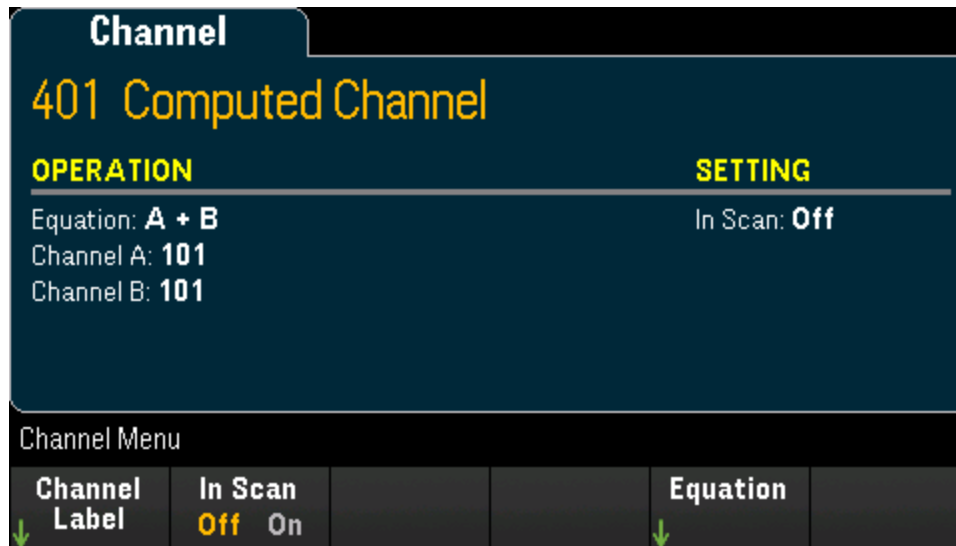 Channel
401 Computed Channel
OPERATION SETTING
Equation: A + B In Scan: Off
Channel A: 101
Channel B: 101
Channel Menu
Channel Label In Scan Equation
Off On